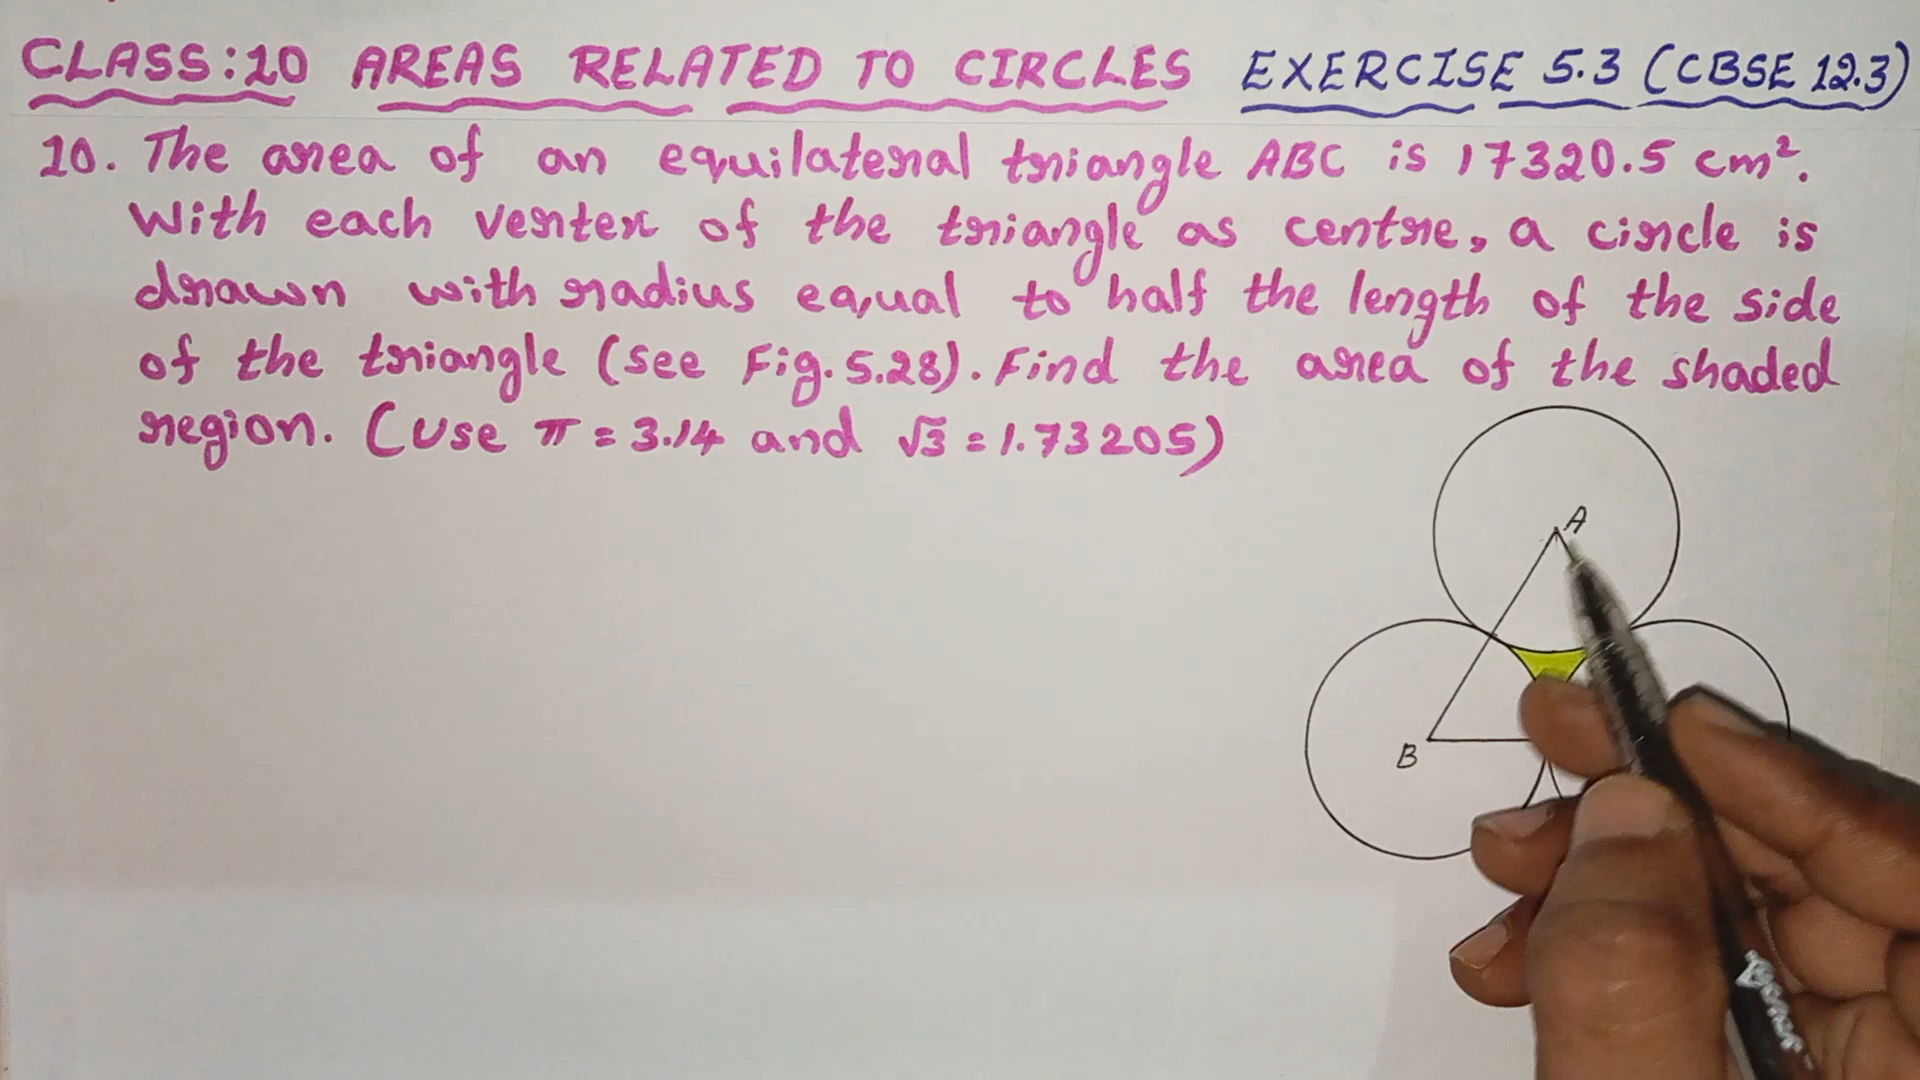 CLASS:10 AREAS RELATED TO CIRCLES EXERCISE 5.3 (CBSE 12.3)
10. The area of an equilateral triangle ABC is 17320.5 cm².
With each vertex of the triangle as centre, a circle is
drawn with radius equal to half the length of the side
of the triangle (see Fig. 5.28). Find the area of the shaded
region. (Use π = 3.14 and √3 = 1.73205)
A
B